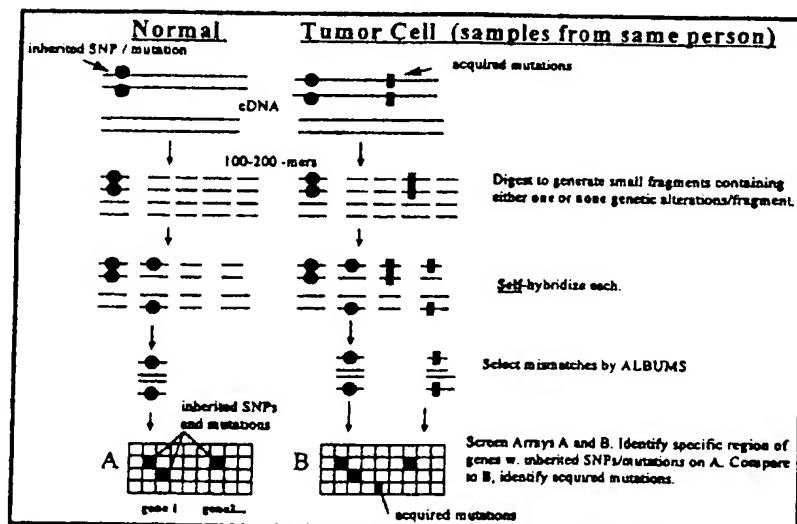 Normal
Tumor Cell (samples from same person)
inherited SNP / mutation
acquired mutations
cDNA
100-200 -mers
Digest to generate small fragments containing
either one or none genetic alterations/fragment.
Self-hybridize each.
Select mismatches by ALBUMS
inherited SNPs
and mutations
A
B
Screen Arrays A and B. Identify specific region of
genes w. inherited SNPs/mutations on A. Compare
to B, identify acquired mutations.
gene 1
gene2...
acquired mutations